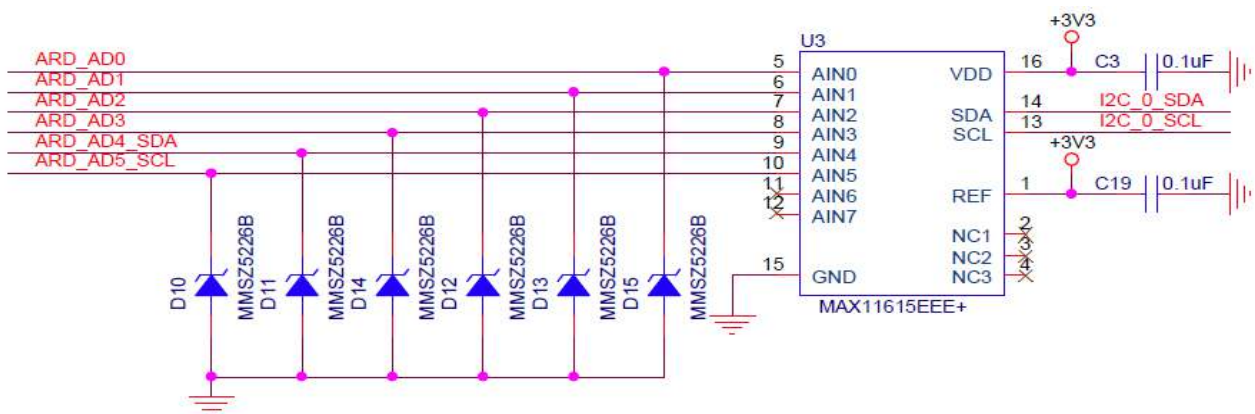 +3V3
U3
ARD_AD0
5
AIN0
VDD
16
C3
0.1uF
ARD_AD1
6
AIN1
ARD_AD2
7
AIN2
SDA
14
I2C_0_SDA
ARD_AD3
8
AIN3
SCL
13
I2C_0_SCL
ARD_AD4_SDA
9
AIN4
+3V3
ARD_AD5_SCL
10
AIN5
11
AIN6
REF
1
C19
0.1uF
12
AIN7
NC1
2
NC2
3
15
GND
NC3
4
MAX11615EEE+
D10
MMSZ5226B
D11
MMSZ5226B
D14
MMSZ5226B
D12
MMSZ5226B
D13
MMSZ5226B
D15
MMSZ5226B